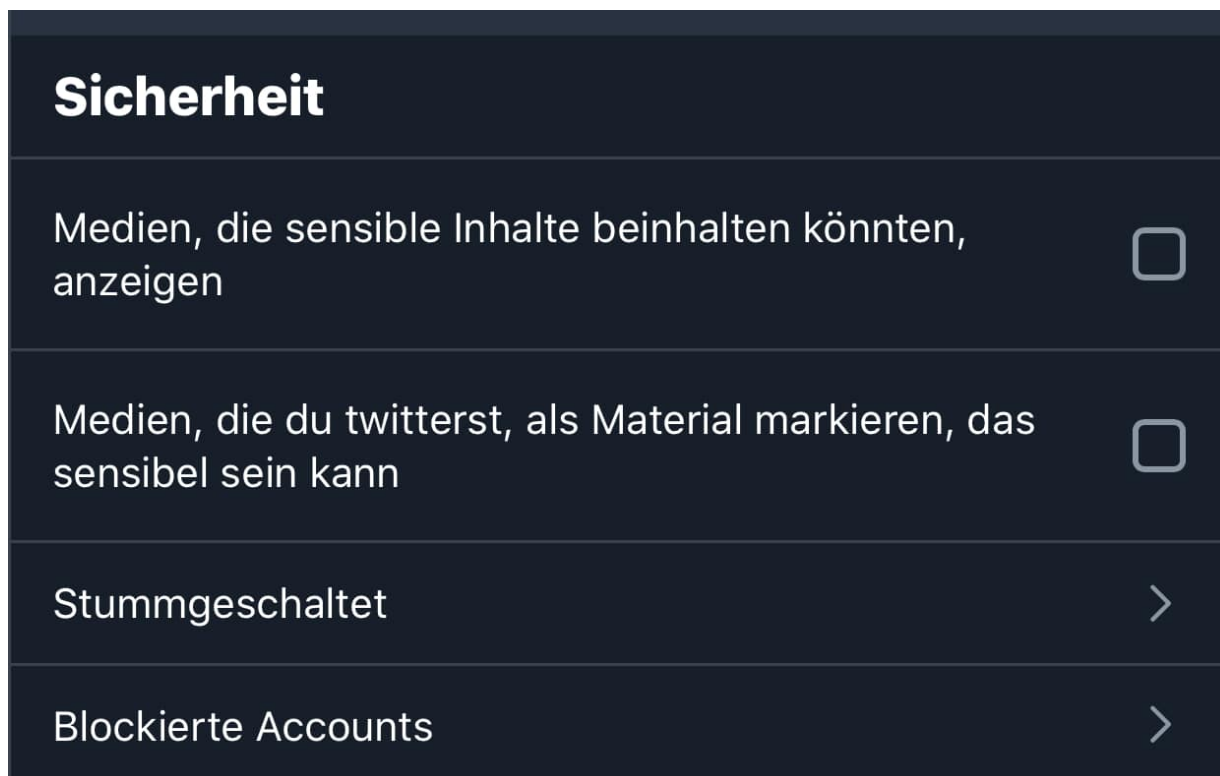 Sicherheit
Medien, die sensible Inhalte beinhalten könnten,
anzeigen
Medien, die du twitterst, als Material markieren, das
sensibel sein kann
Stummgeschaltet
Blockierte Accounts